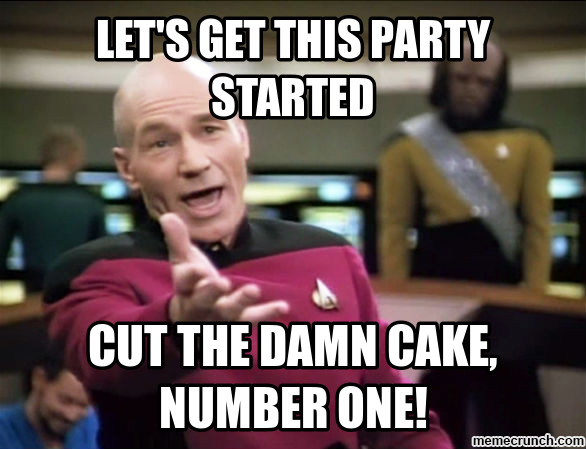 LET'S GET THIS PARTY
STARTED
CUT THE DAMN CAKE,
NUMBER ONE!
memecrunch.com